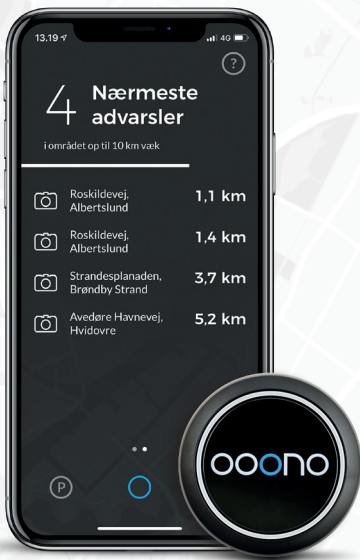 13.19
4G
?
4 Nærmeste
advarsler
i området op til 10 km væk
Roskildevej,
Albertslund 1,1 km
Roskildevej,
Albertslund 1,4 km
Strandesplanaden,
Brøndby Strand 3,7 km
Avedøre Havnevej,
Hvidovre 5,2 km
P
ooono